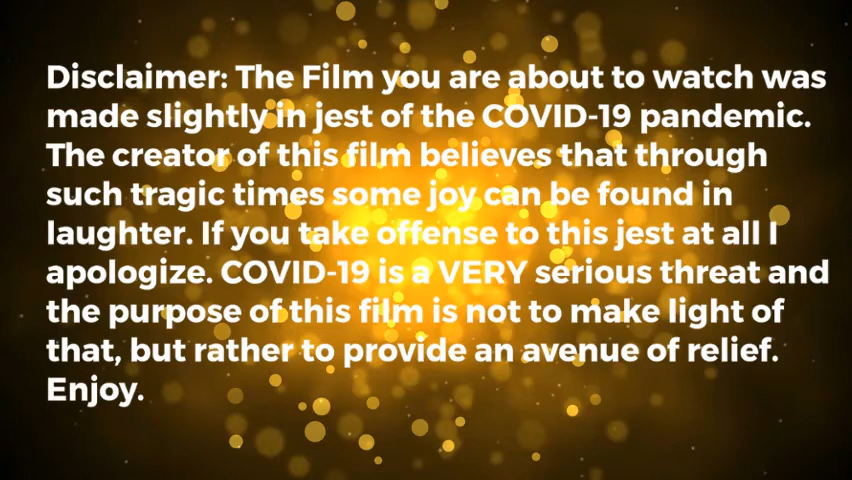 Disclaimer: The Film you are about to watch was
made slightly in jest of the COVID-19 pandemic.
The creator of this film believes that through
such tragic times some joy can be found in
laughter. If you take offense to this jest at all I
apologize. COVID-19 is a VERY serious threat and
the purpose of this film is not to make light of
that, but rather to provide an avenue of relief.
Enjoy.